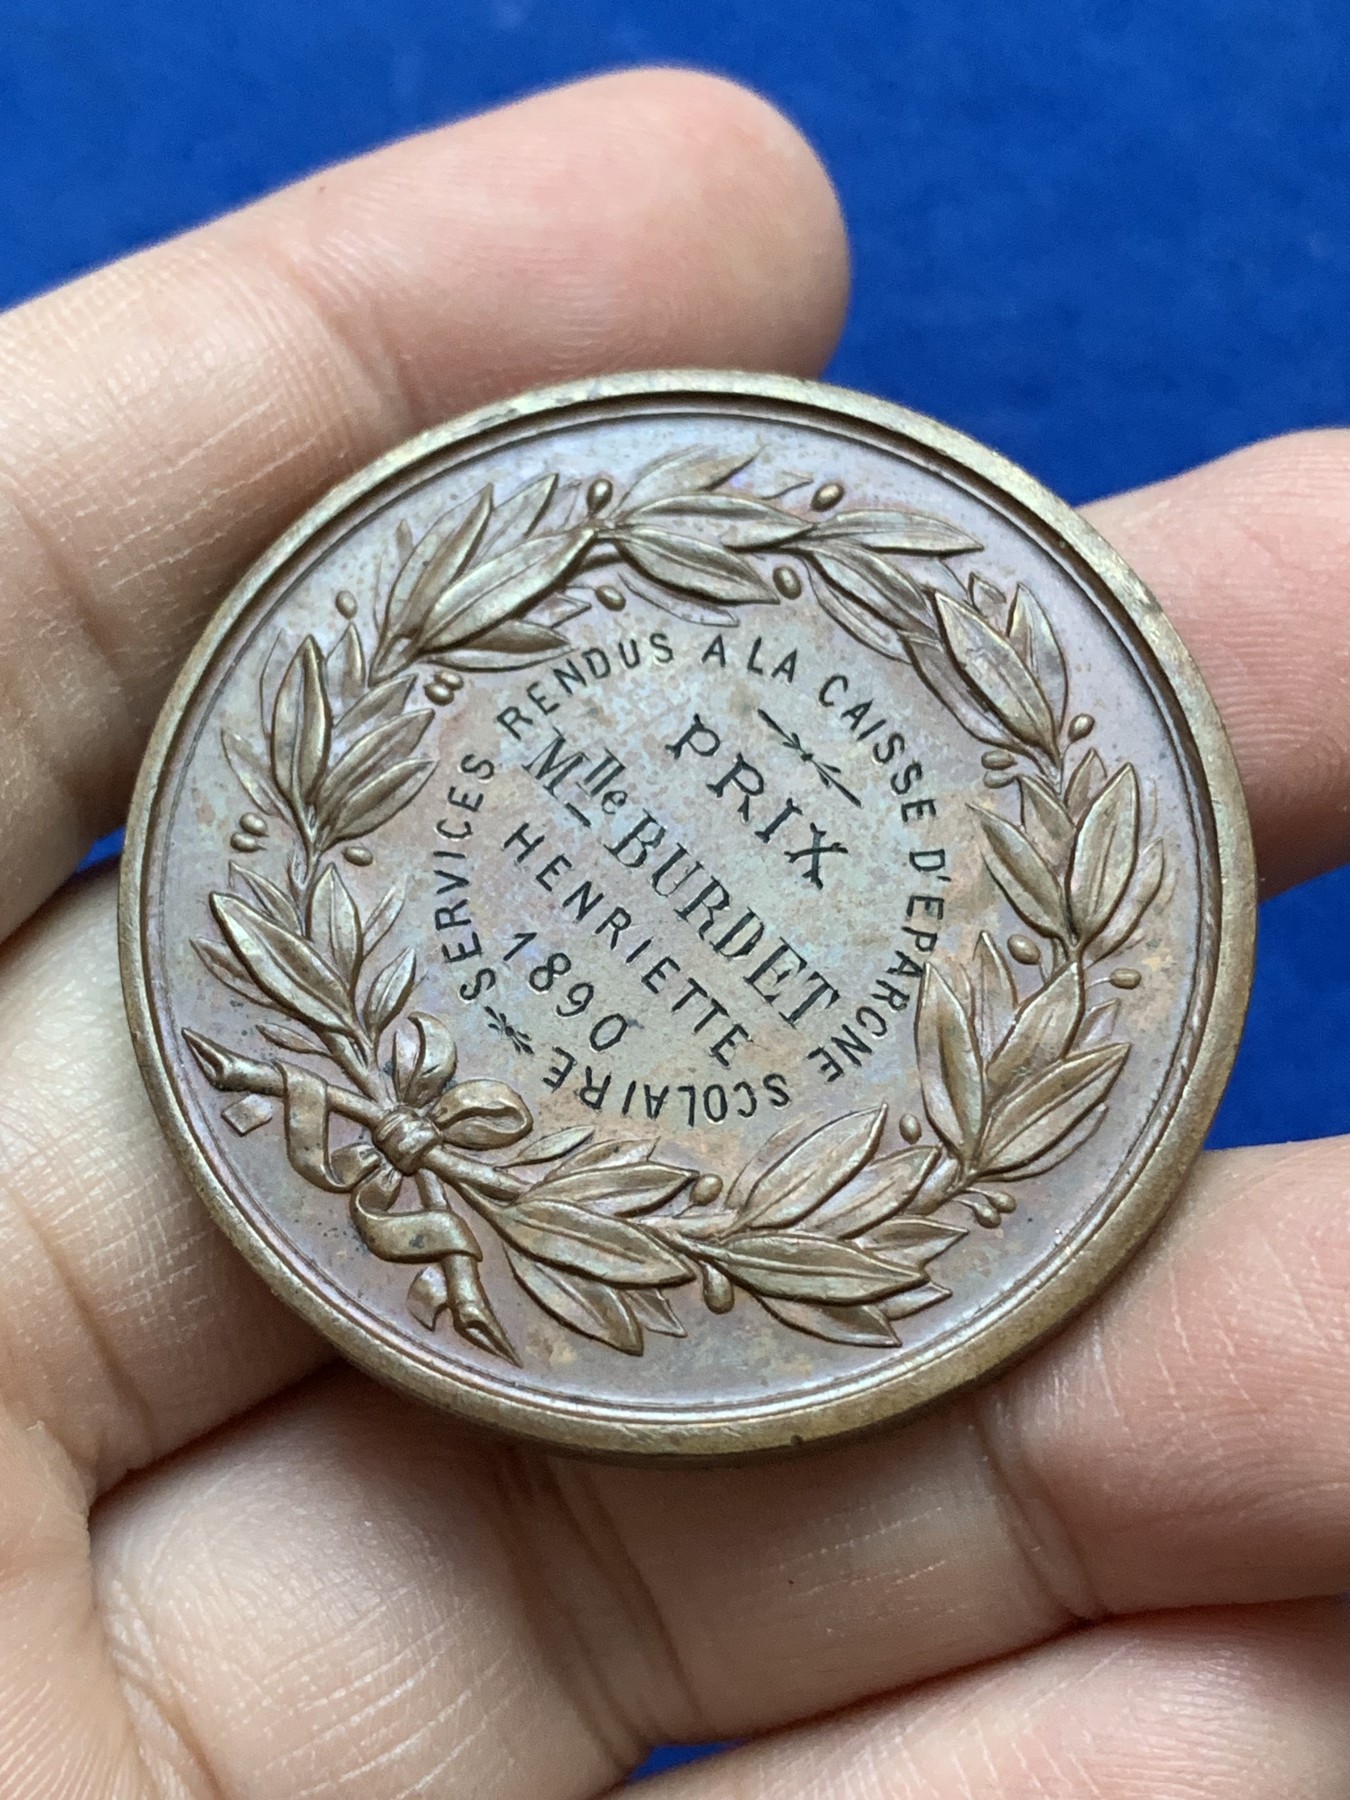 SERVICES RENDUS A LA CAISSE D'EPARGNE SCOLAIRE
PRIX
Mlle BURDET
HENRIETTE
1890